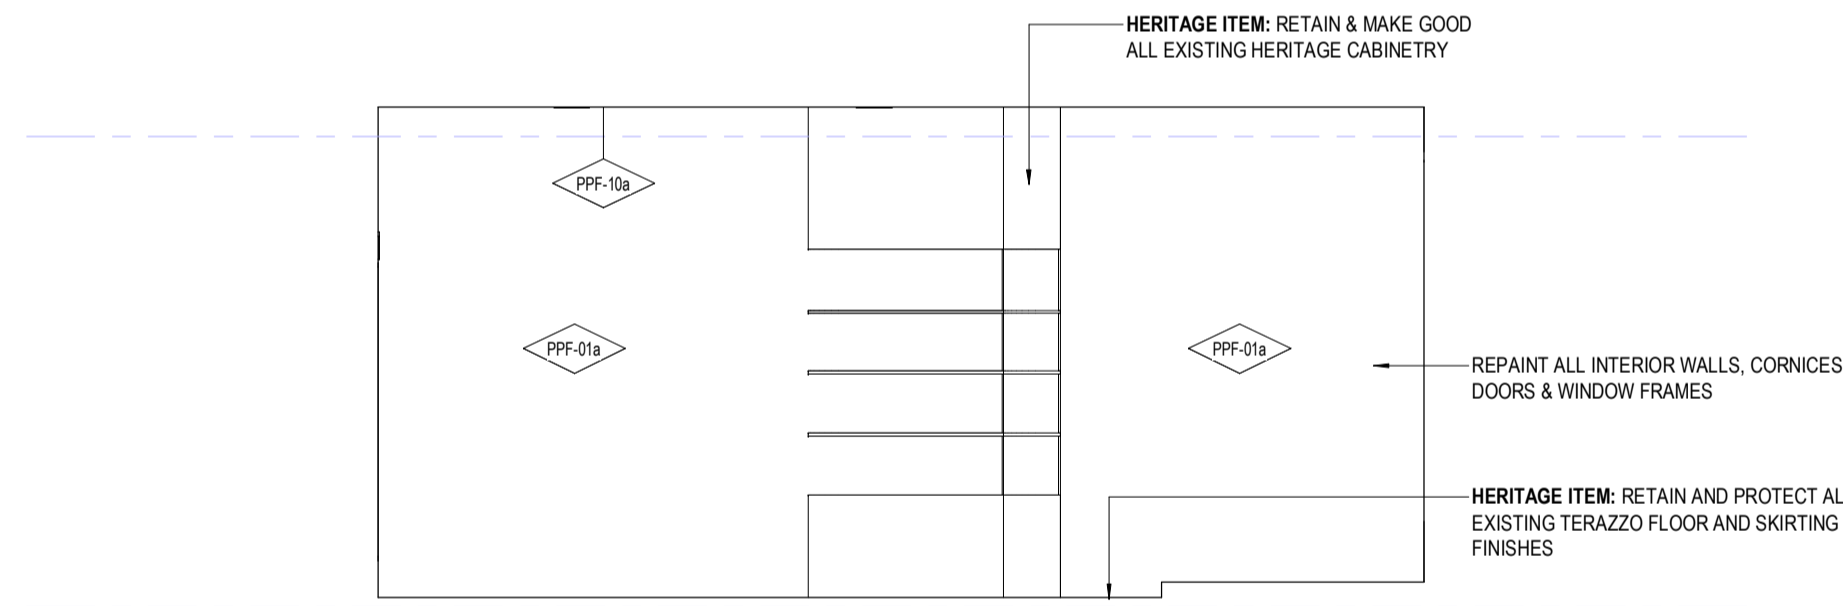 HERITAGE ITEM: RETAIN & MAKE GOOD
ALL EXISTING HERITAGE CABINETRY
PPF-10a
PPF-01a
PPF-01a
REPAINT ALL INTERIOR WALLS, CORNICES
DOORS & WINDOW FRAMES
HERITAGE ITEM: RETAIN AND PROTECT AL
EXISTING TERAZZO FLOOR AND SKIRTING
FINISHES